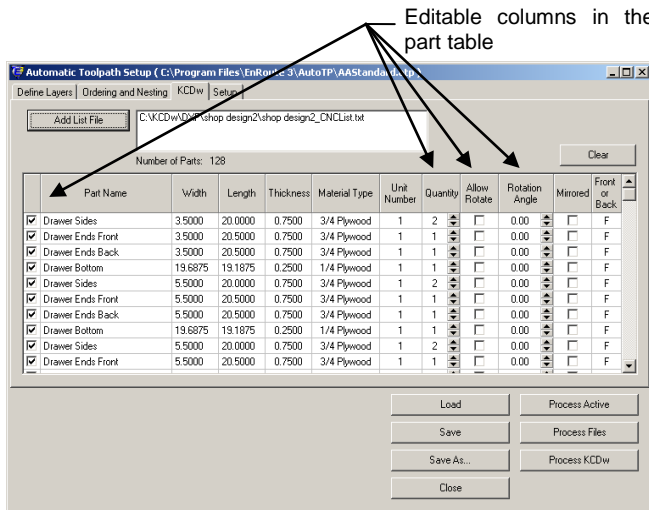 Editable columns in the
part table
Automatic Toolpath Setup ( C:\Program Files\EnRoute 3\AutoTP\AAStandard.atp )
Define Layers Ordering and Nesting KCDw Setup
Add List File C:\KCDw\DXF\shop design2\shop design2_CNCList.txt
Number of Parts: 128 Clear
Part Name Width Length Thickness Material Type Unit Number Quantity Allow Rotate Rotation Angle Mirrored Front or Back
Drawer Sides 3.5000 20.0000 0.7500 3/4 Plywood 1 2 0.00 F
Drawer Ends Front 3.5000 20.5000 0.7500 3/4 Plywood 1 1 0.00 F
Drawer Ends Back 3.5000 20.5000 0.7500 3/4 Plywood 1 1 0.00 F
Drawer Bottom 19.6875 19.1875 0.2500 1/4 Plywood 1 1 0.00 F
Drawer Sides 5.5000 20.0000 0.7500 3/4 Plywood 1 2 0.00 F
Drawer Ends Front 5.5000 20.5000 0.7500 3/4 Plywood 1 1 0.00 F
Drawer Ends Back 5.5000 20.5000 0.7500 3/4 Plywood 1 1 0.00 F
Drawer Bottom 19.6875 19.1875 0.2500 1/4 Plywood 1 1 0.00 F
Drawer Sides 5.5000 20.0000 0.7500 3/4 Plywood 1 2 0.00 F
Drawer Ends Front 5.5000 20.5000 0.7500 3/4 Plywood 1 1 0.00 F
Load Process Active
Save Process Files
Save As... Process KCDw
Close